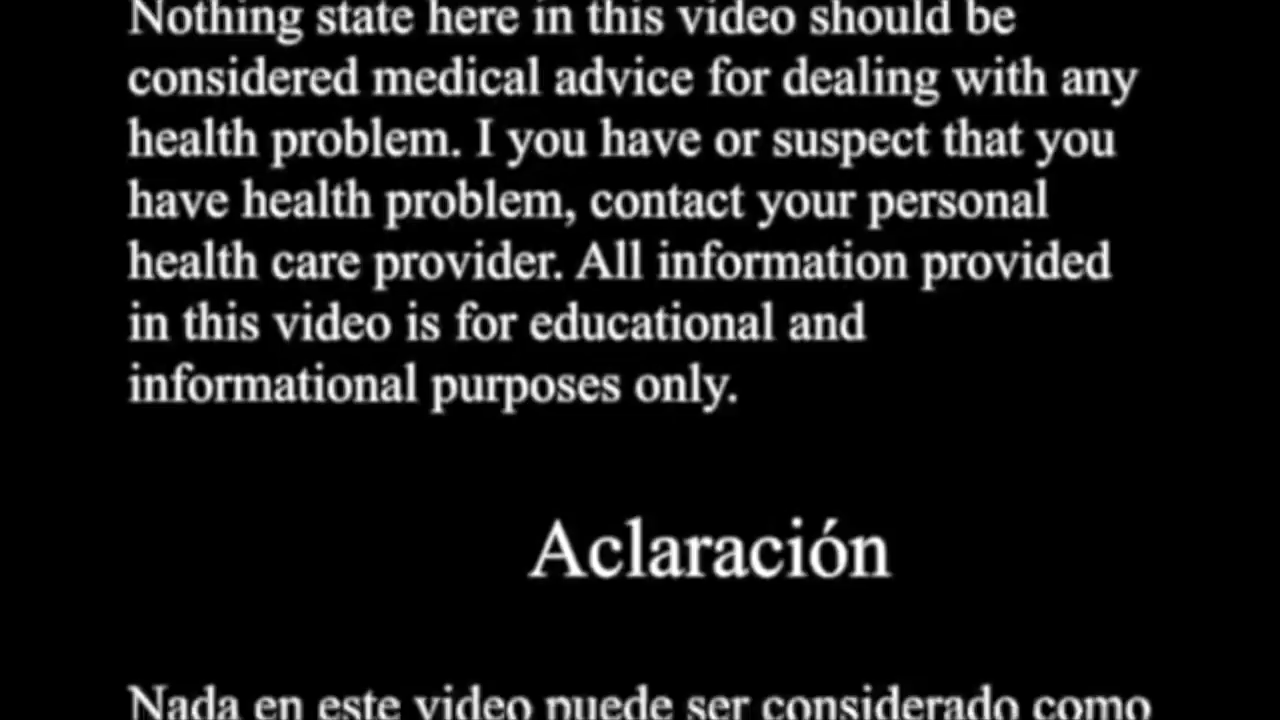 Nothing state here in this video should be
considered medical advice for dealing with any
health problem. I you have or suspect that you
have health problem, contact your personal
health care provider. All information provided
in this video is for educational and
informational purposes only.
Aclaración
Nada en este video puede ser considerado como